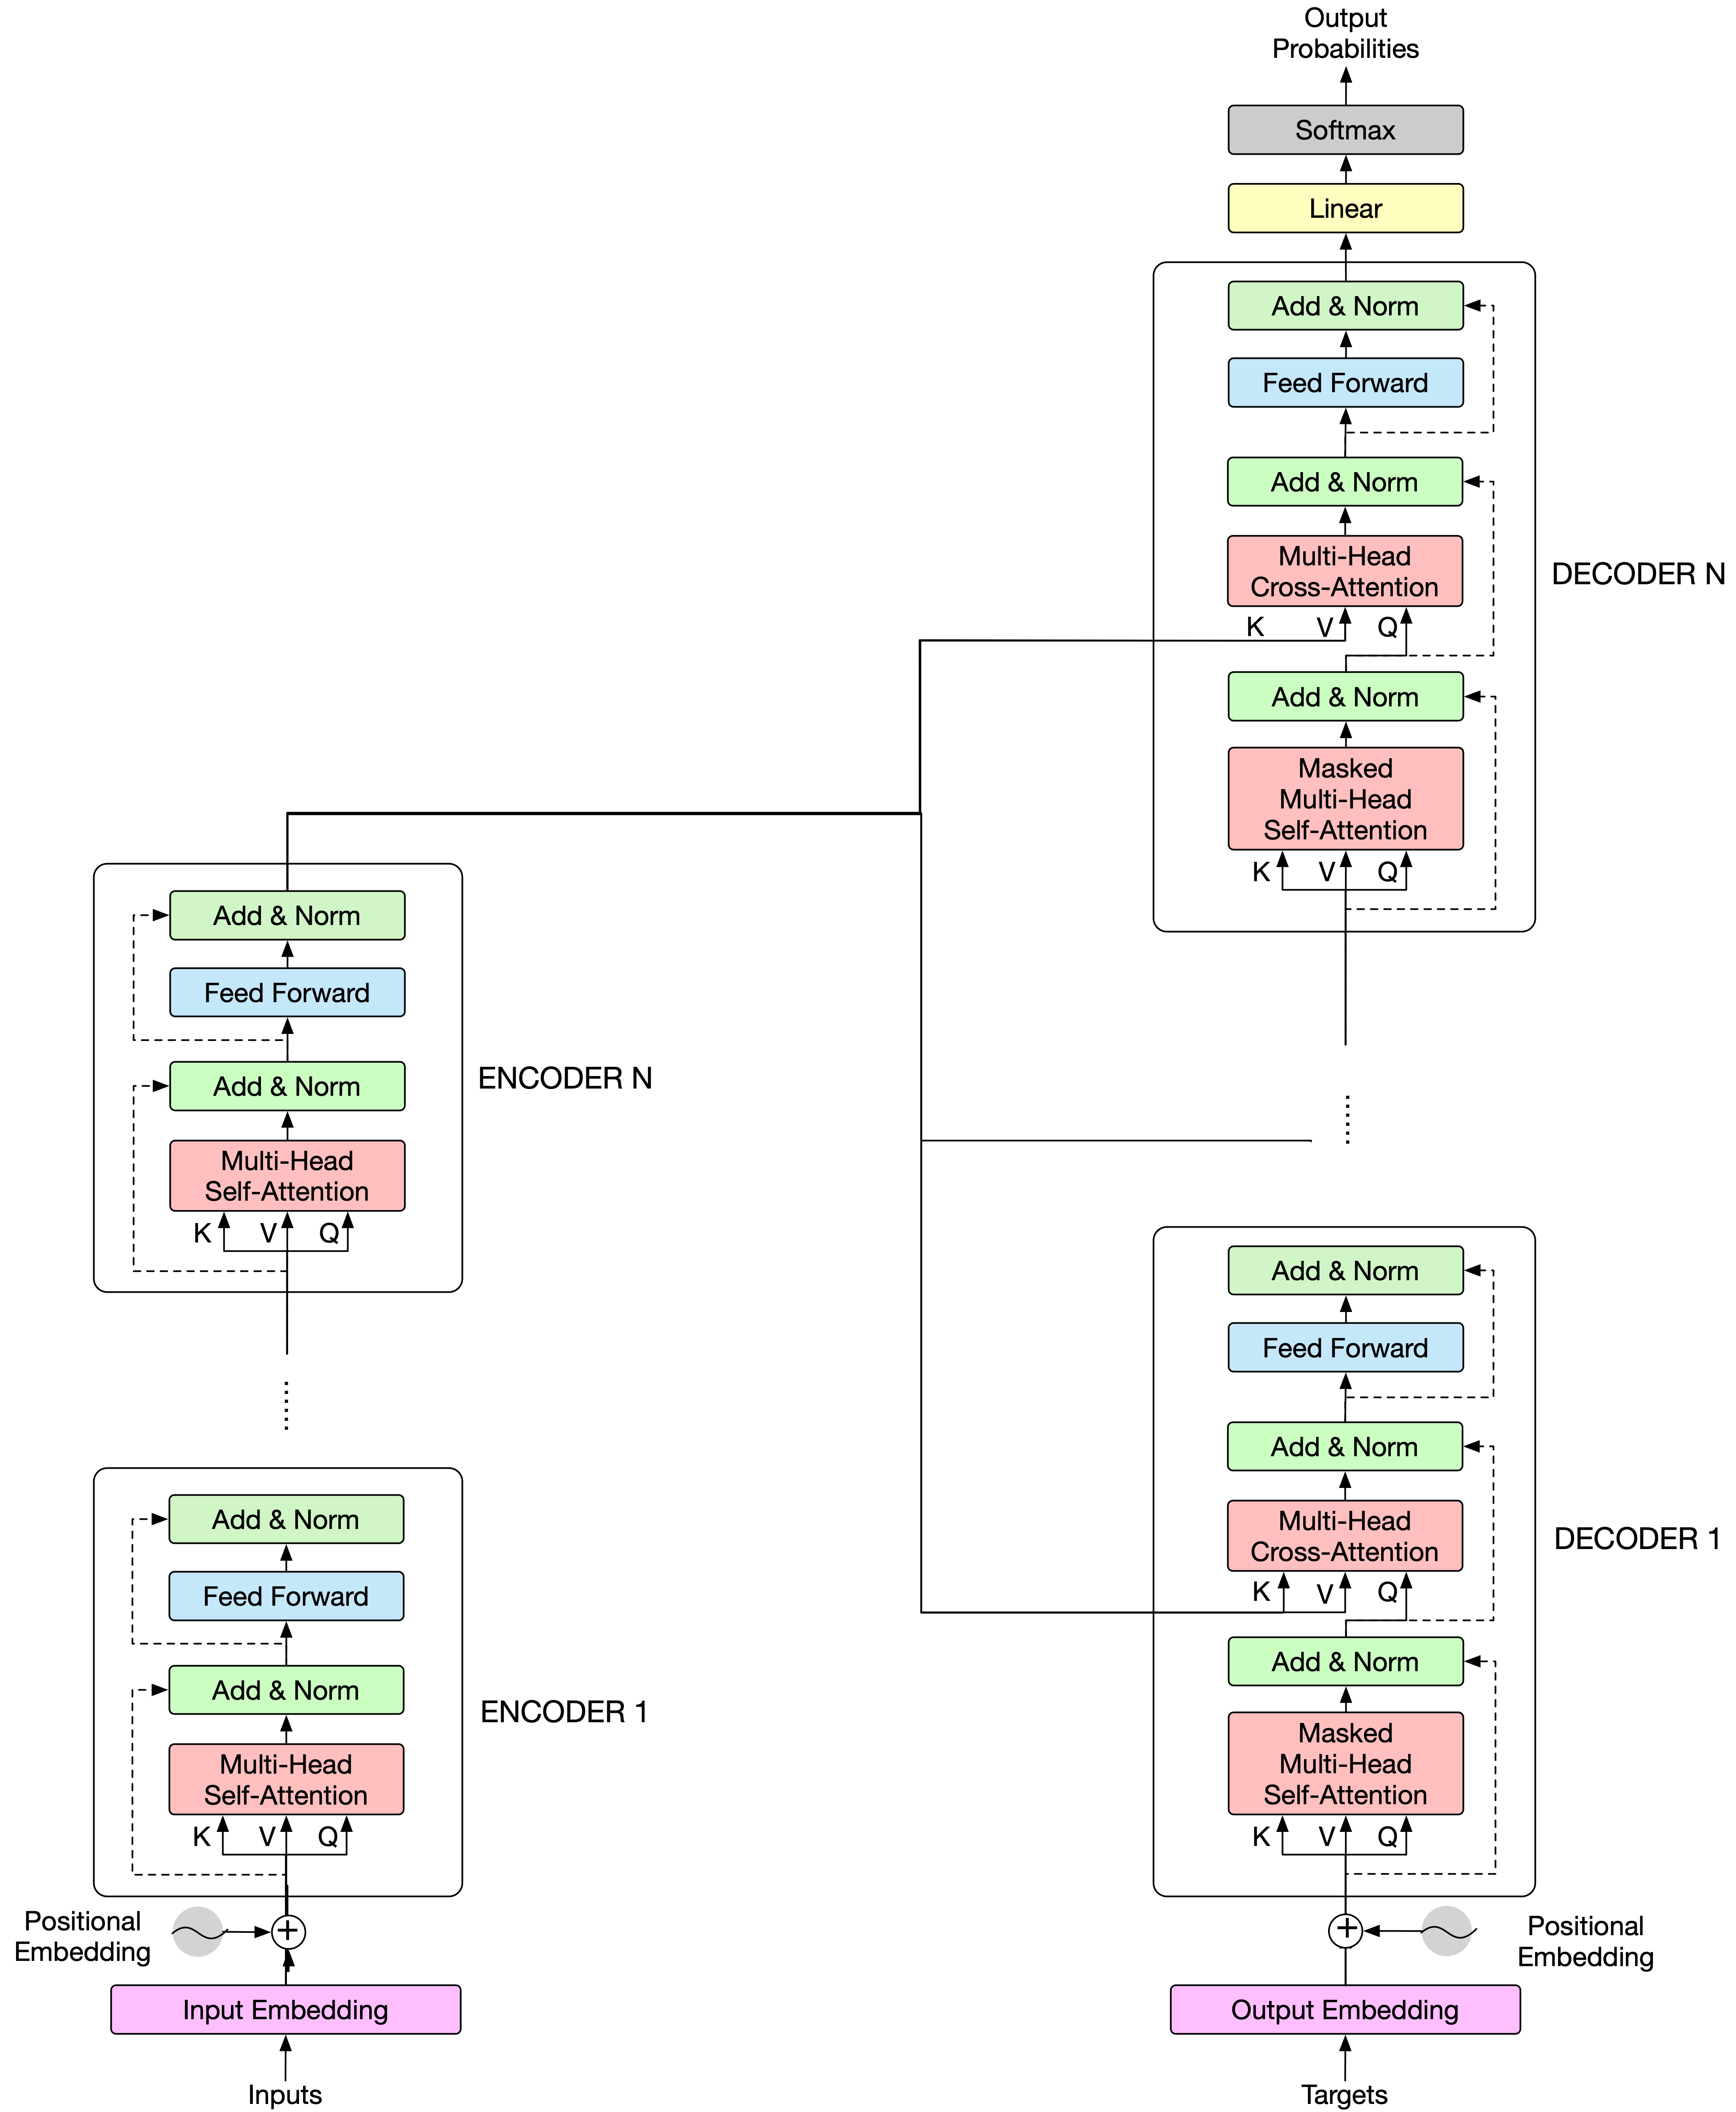 Output
Probabilities
Softmax
Linear
Add & Norm
Feed Forward
Add & Norm
Multi-Head
Cross-Attention
K V Q
Add & Norm
Masked
Multi-Head
Self-Attention
K V Q
DECODER N
Add & Norm
Feed Forward
Add & Norm
Multi-Head
Self-Attention
K V Q
ENCODER N
Add & Norm
Feed Forward
Add & Norm
Multi-Head
Cross-Attention
K V Q
Add & Norm
Masked
Multi-Head
Self-Attention
K V Q
DECODER 1
Add & Norm
Feed Forward
Add & Norm
Multi-Head
Self-Attention
K V Q
ENCODER 1
Positional
Embedding
+
Input Embedding
Inputs
+
Positional
Embedding
Output Embedding
Targets